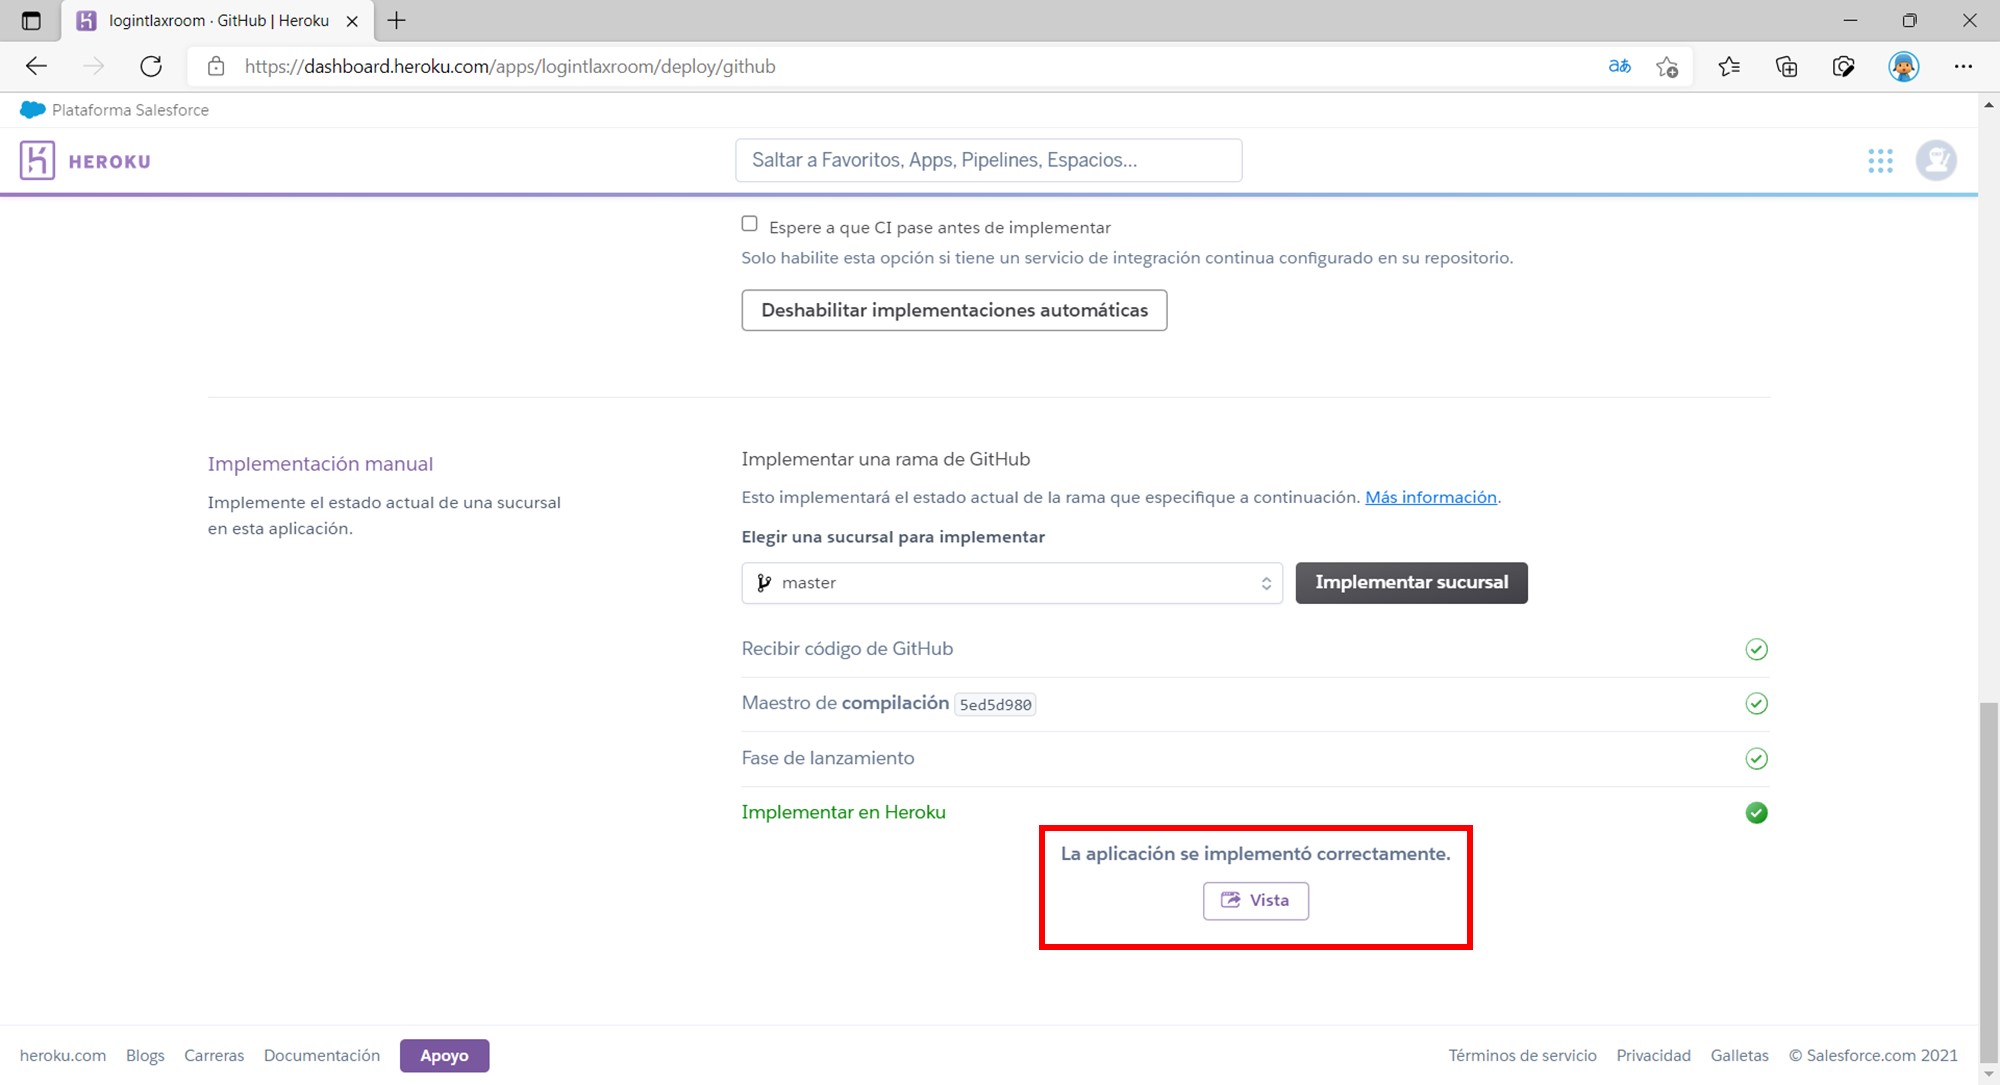 logintlaxroom · GitHub | Heroku
https://dashboard.heroku.com/apps/logintlaxroom/deploy/github
aあ
Plataforma Salesforce
HEROKU
Saltar a Favoritos, Apps, Pipelines, Espacios...
Espere a que CI pase antes de implementar
Solo habilite esta opción si tiene un servicio de integración continua configurado en su repositorio.
Deshabilitar implementaciones automáticas
Implementación manual
Implemente el estado actual de una sucursal
en esta aplicación.
Implementar una rama de GitHub
Esto implementará el estado actual de la rama que especifique a continuación. Más información.
Elegir una sucursal para implementar
master
Implementar sucursal
Recibir código de GitHub
Maestro de compilación 5ed5d980
Fase de lanzamiento
Implementar en Heroku
La aplicación se implementó correctamente.
Vista
heroku.com Blogs Carreras Documentación Apoyo
Términos de servicio Privacidad Galletas © Salesforce.com 2021